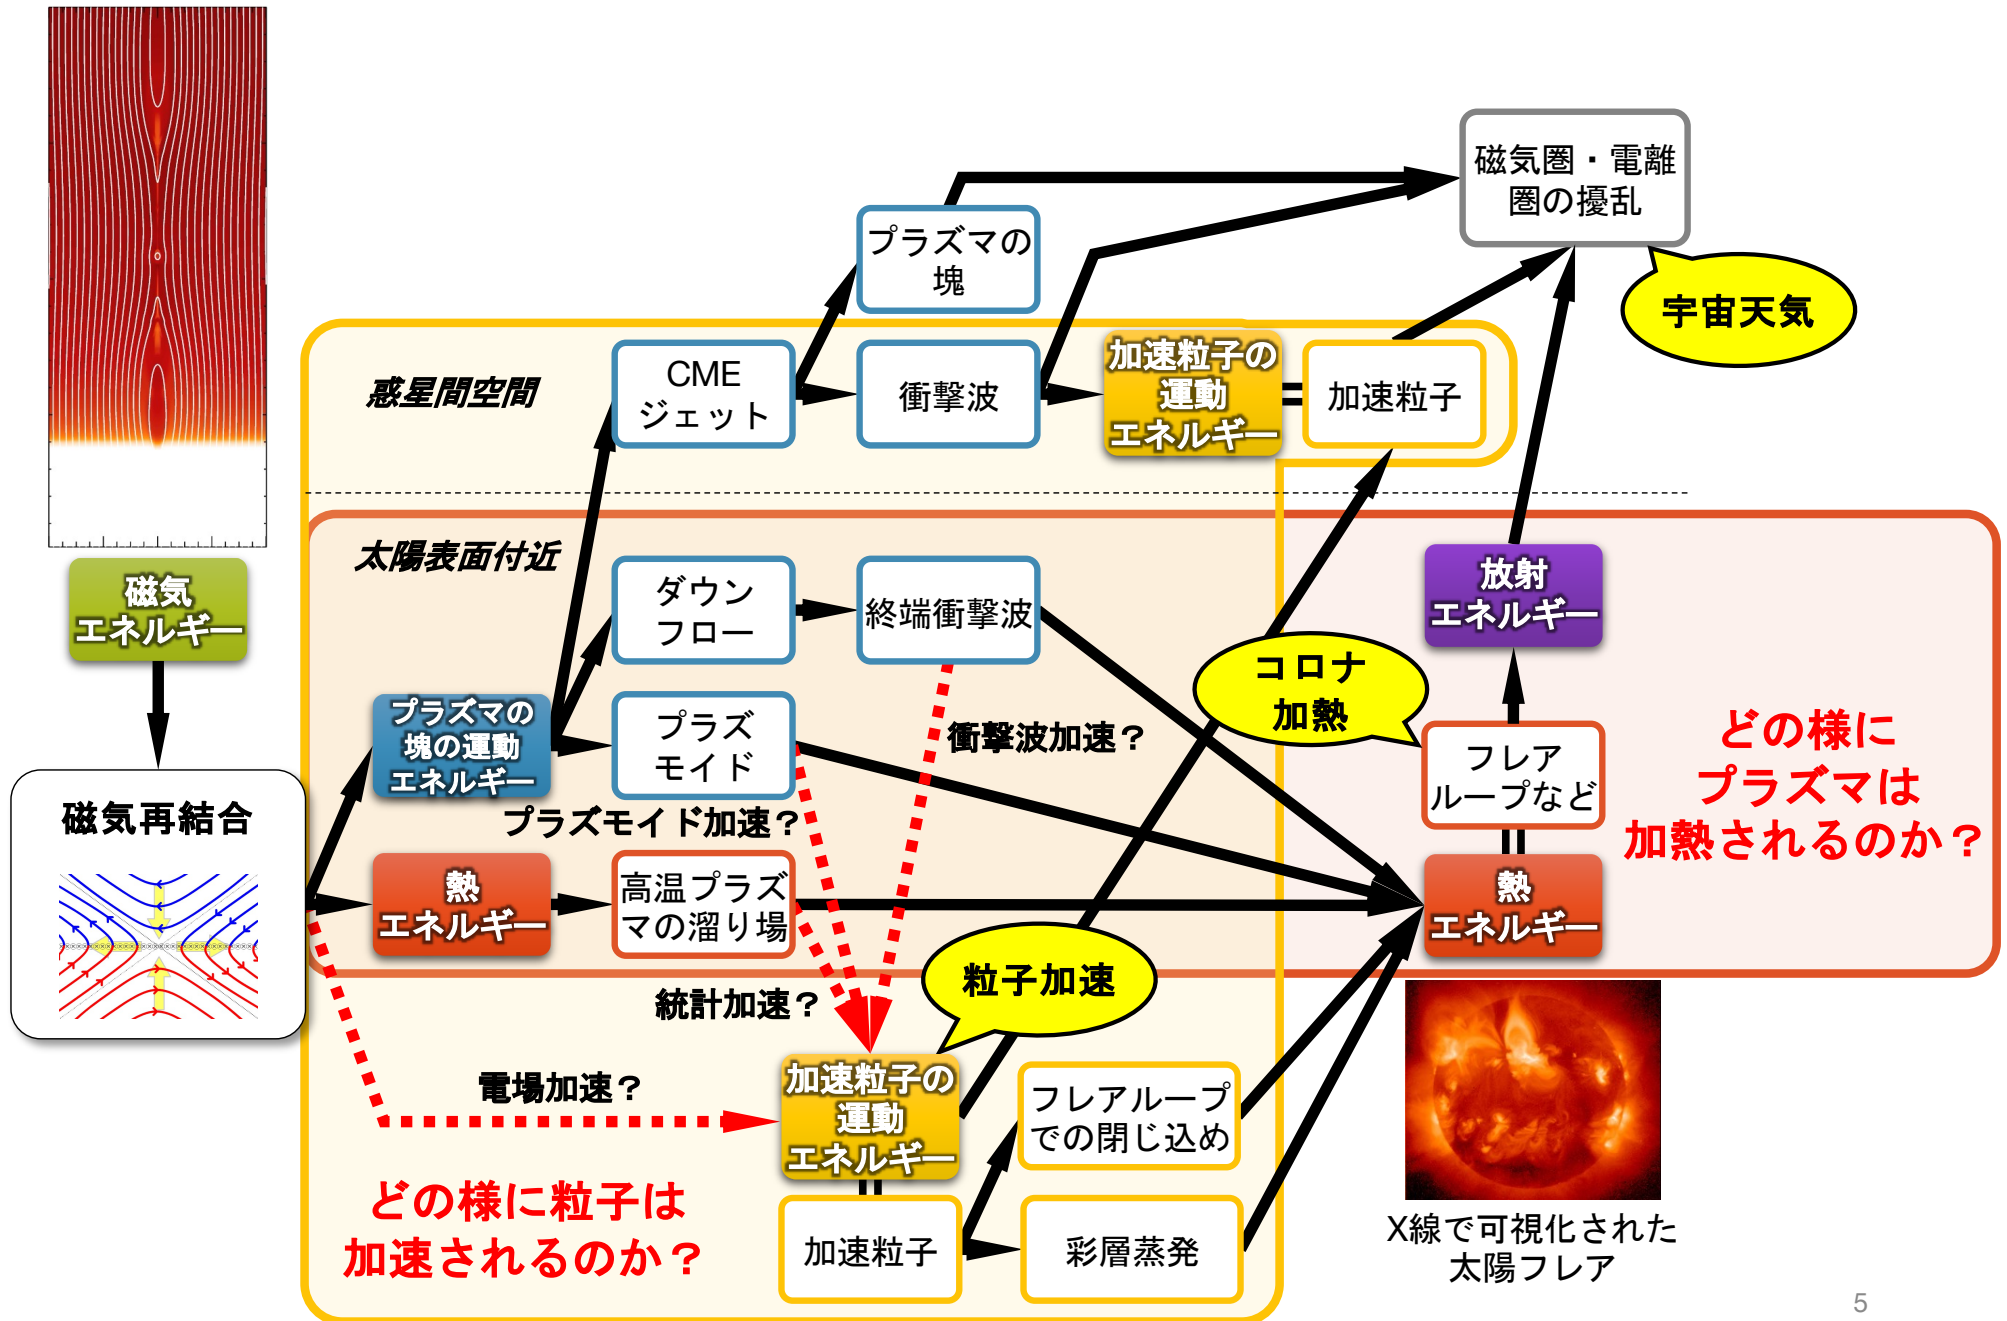 磁気圏・電離
圏の擾乱
宇宙天気
プラズマの
塊
惑星間空間
CME
ジェット
衝撃波
加速粒子の
運動
エネルギー
加速粒子
太陽表面付近
磁気
エネルギー
ダウン
フロー
終端衝撃波
放射
エネルギー
コロナ
加熱
プラズマの
塊の運動
エネルギー
プラズ
モイド
衝撃波加速？
フレア
ループなど
どの様に
プラズマは
加熱されるのか？
プラズモイド加速？
磁気再結合
熱
エネルギー
高温プラズ
マの溜り場
熱
エネルギー
粒子加速
統計加速？
電場加速？
加速粒子の
運動
エネルギー
フレアループ
での閉じ込め
どの様に粒子は
加速されるのか？
加速粒子
彩層蒸発
X線で可視化された
太陽フレア
5